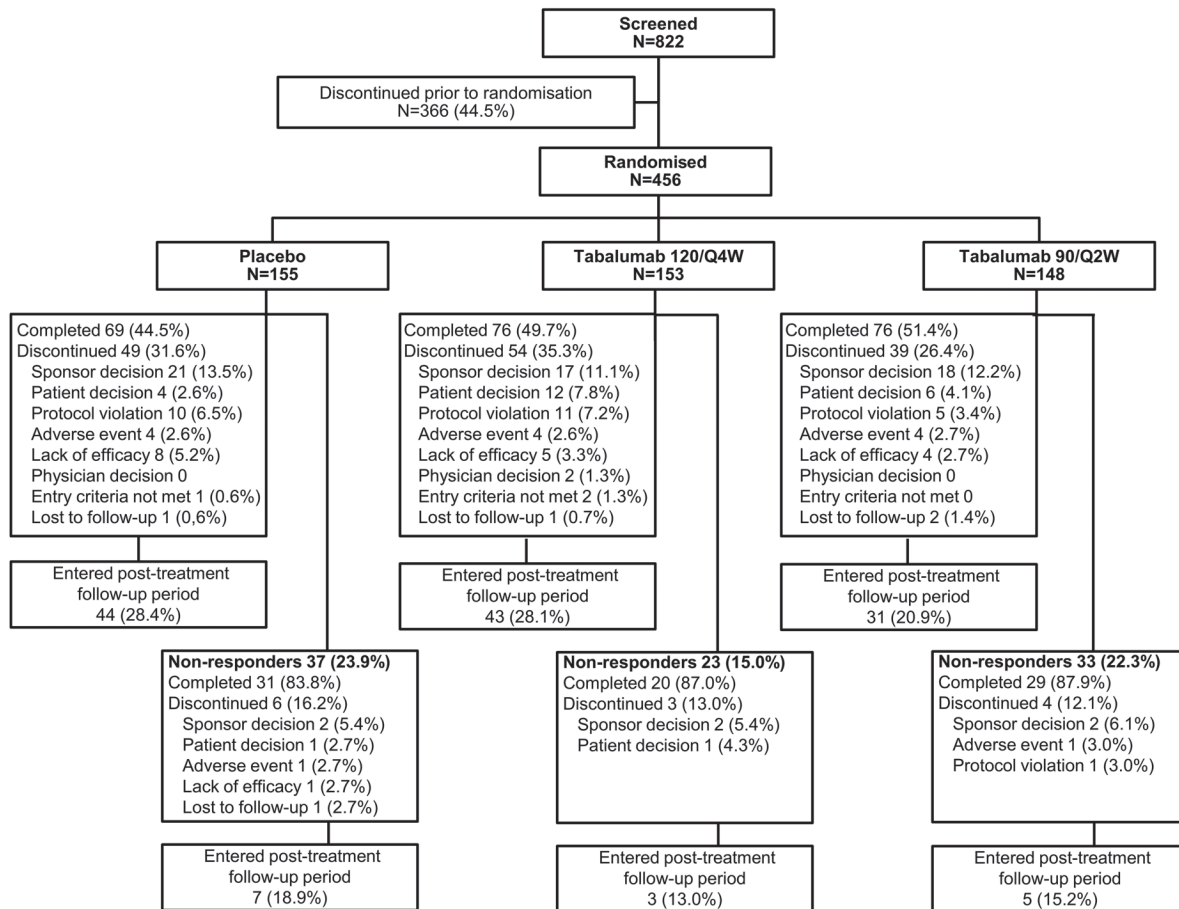 Screened
N=822
Discontinued prior to randomisation
N=366 (44.5%)
Randomised
N=456
Placebo
N=155
Tabalumab 120/Q4W
N=153
Tabalumab 90/Q2W
N=148
Completed 69 (44.5%)
Discontinued 49 (31.6%)
Sponsor decision 21 (13.5%)
Patient decision 4 (2.6%)
Protocol violation 10 (6.5%)
Adverse event 4 (2.6%)
Lack of efficacy 8 (5.2%)
Physician decision 0
Entry criteria not met 1 (0.6%)
Lost to follow-up 1 (0,6%)
Completed 76 (49.7%)
Discontinued 54 (35.3%)
Sponsor decision 17 (11.1%)
Patient decision 12 (7.8%)
Protocol violation 11 (7.2%)
Adverse event 4 (2.6%)
Lack of efficacy 5 (3.3%)
Physician decision 2 (1.3%)
Entry criteria not met 2 (1.3%)
Lost to follow-up 1 (0.7%)
Completed 76 (51.4%)
Discontinued 39 (26.4%)
Sponsor decision 18 (12.2%)
Patient decision 6 (4.1%)
Protocol violation 5 (3.4%)
Adverse event 4 (2.7%)
Lack of efficacy 4 (2.7%)
Physician decision 0
Entry criteria not met 0
Lost to follow-up 2 (1.4%)
Entered post-treatment
follow-up period
44 (28.4%)
Entered post-treatment
follow-up period
43 (28.1%)
Entered post-treatment
follow-up period
31 (20.9%)
Non-responders 37 (23.9%)
Completed 31 (83.8%)
Discontinued 6 (16.2%)
Sponsor decision 2 (5.4%)
Patient decision 1 (2.7%)
Adverse event 1 (2.7%)
Lack of efficacy 1 (2.7%)
Lost to follow-up 1 (2.7%)
Non-responders 23 (15.0%)
Completed 20 (87.0%)
Discontinued 3 (13.0%)
Sponsor decision 2 (5.4%)
Patient decision 1 (4.3%)
Non-responders 33 (22.3%)
Completed 29 (87.9%)
Discontinued 4 (12.1%)
Sponsor decision 2 (6.1%)
Adverse event 1 (3.0%)
Protocol violation 1 (3.0%)
Entered post-treatment
follow-up period
7 (18.9%)
Entered post-treatment
follow-up period
3 (13.0%)
Entered post-treatment
follow-up period
5 (15.2%)